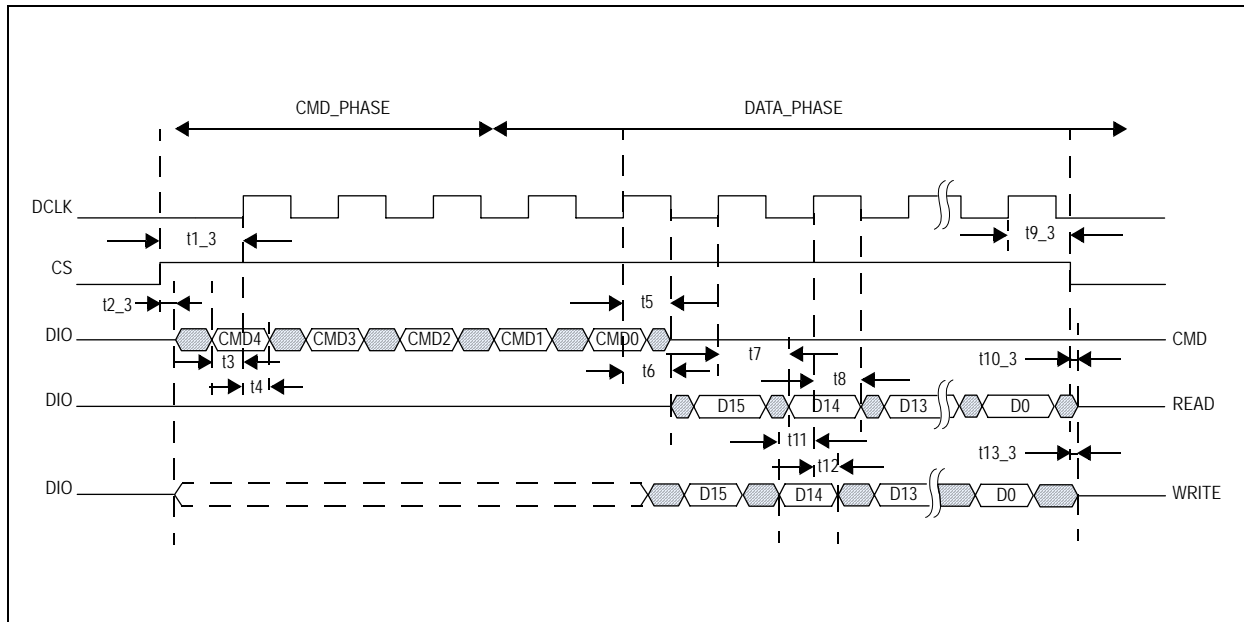 CMD_PHASE DATA_PHASE
DCLK
t1_3 t9_3
CS
t2_3 t5
DIO CMD4 CMD3 CMD2 CMD1 CMD0 CMD
t3 t7 t10_3
t4 t6 t8
DIO D15 D14 D13 D0 READ
t11 t13_3
t12
DIO D15 D14 D13 D0 WRITE